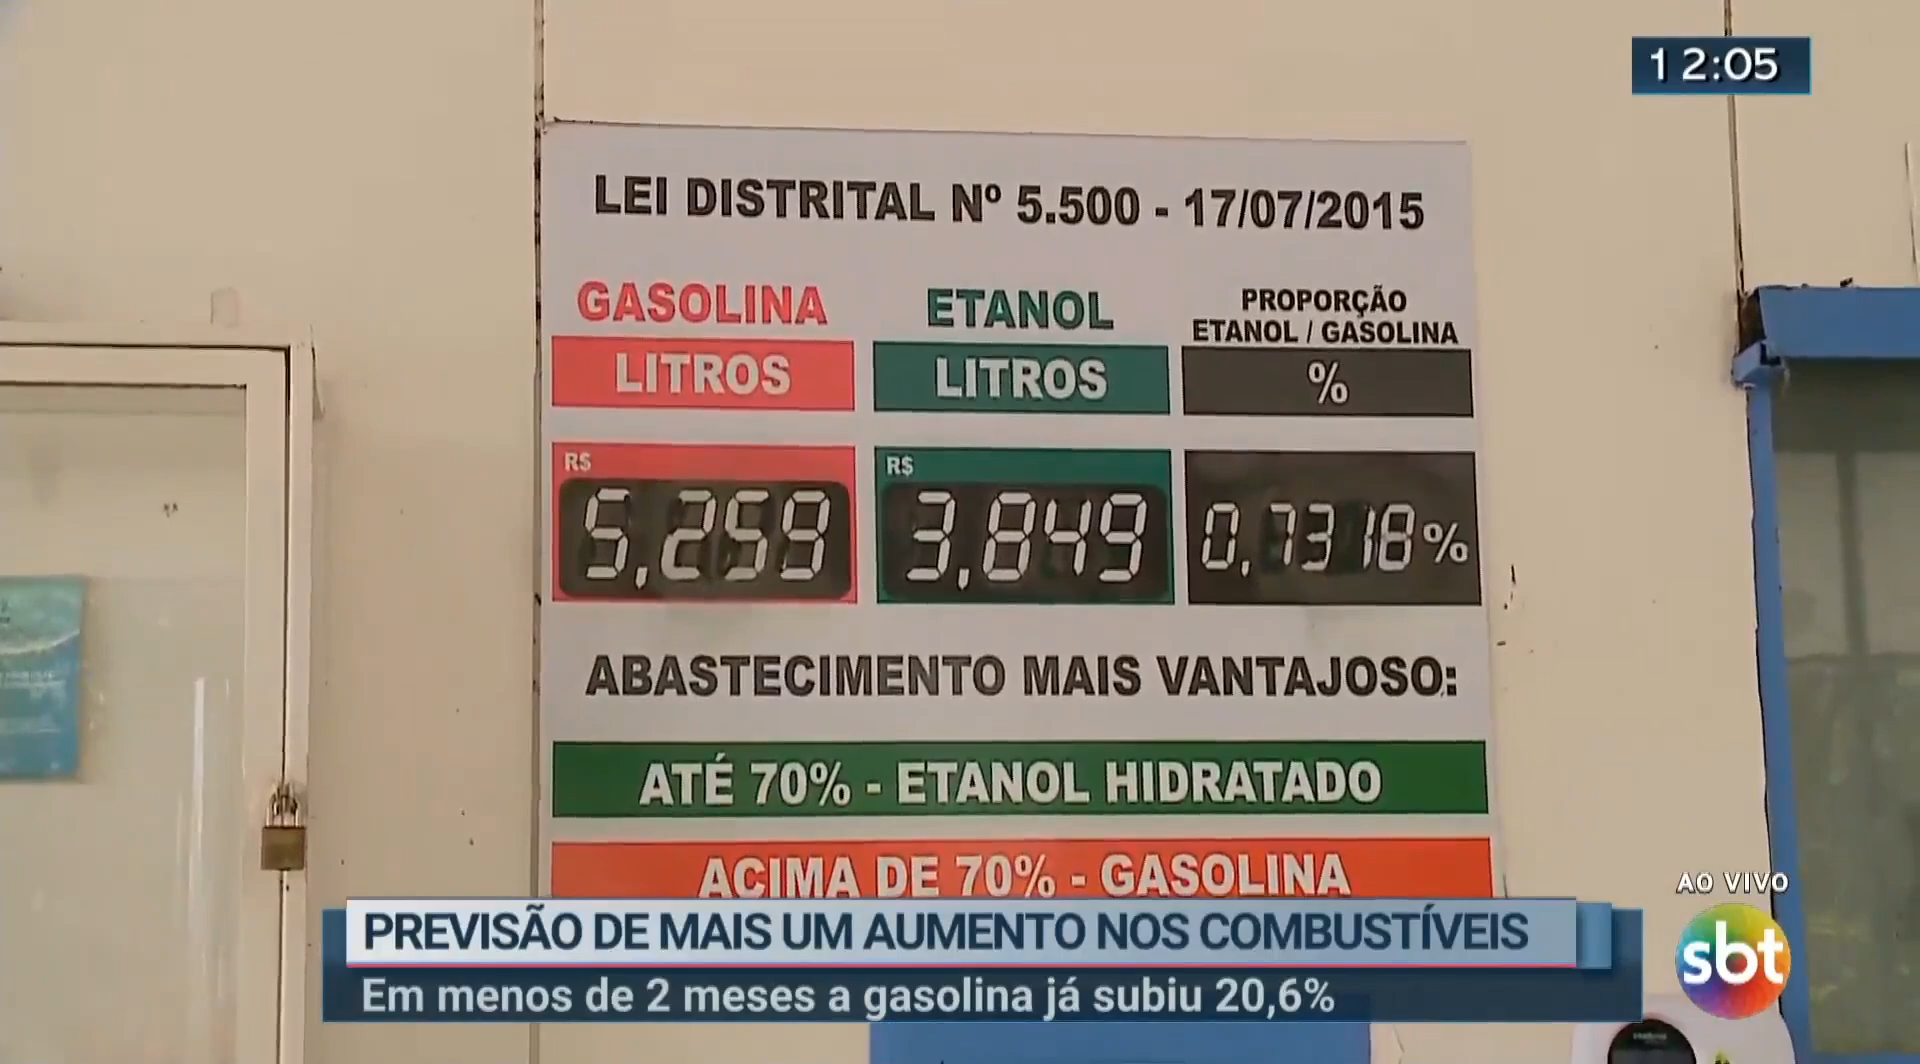 12:05
LEI DISTRITAL Nº 5.500 - 17/07/2015
GASOLINA
LITROS
ETANOL
LITROS
PROPORÇÃO
ETANOL / GASOLINA
%
R$
5,259
R$
3,849
0,7318%
ABASTECIMENTO MAIS VANTAJOSO:
ATÉ 70% - ETANOL HIDRATADO
ACIMA DE 70% - GASOLINA
PREVISÃO DE MAIS UM AUMENTO NOS COMBUSTÍVEIS
Em menos de 2 meses a gasolina já subiu 20,6%
AO VIVO
sbt